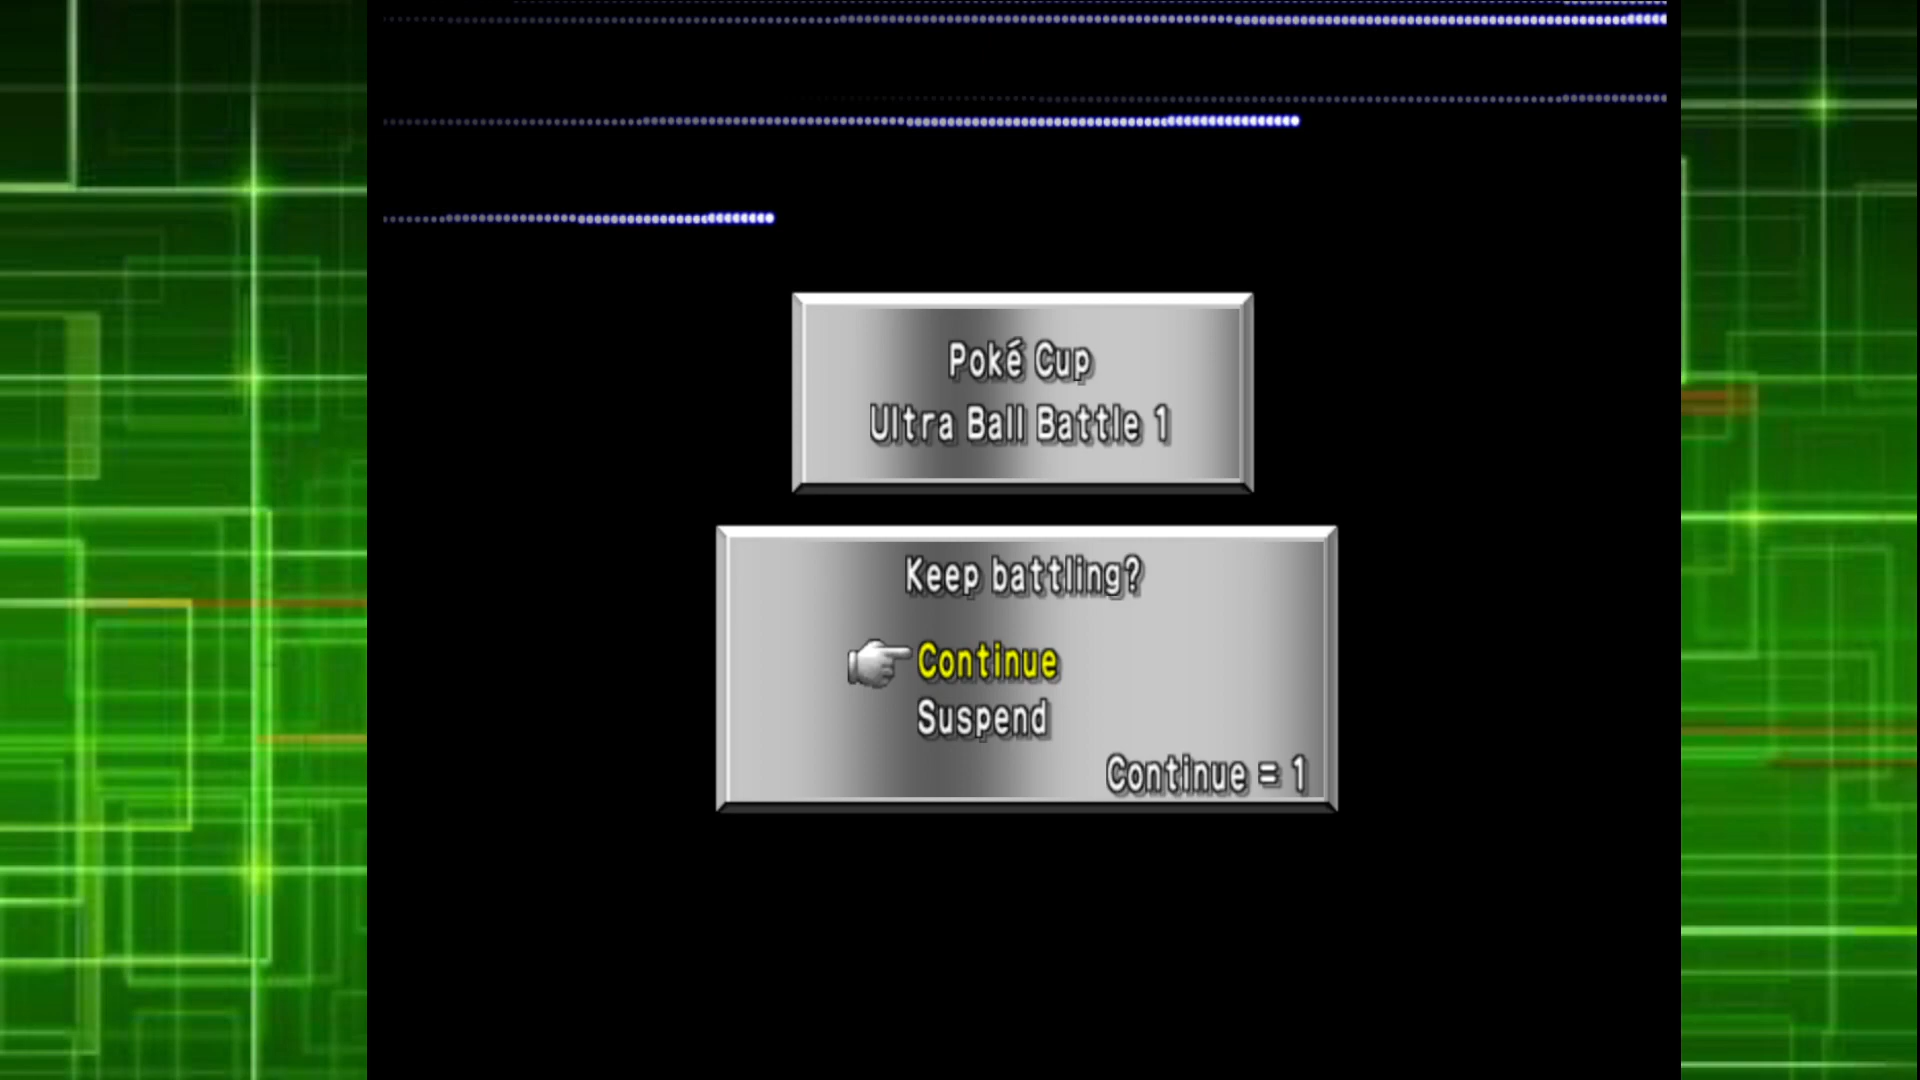 Poké Cup
Ultra Ball Battle 1
Keep battling?
Continue
Suspend
Continue = 1